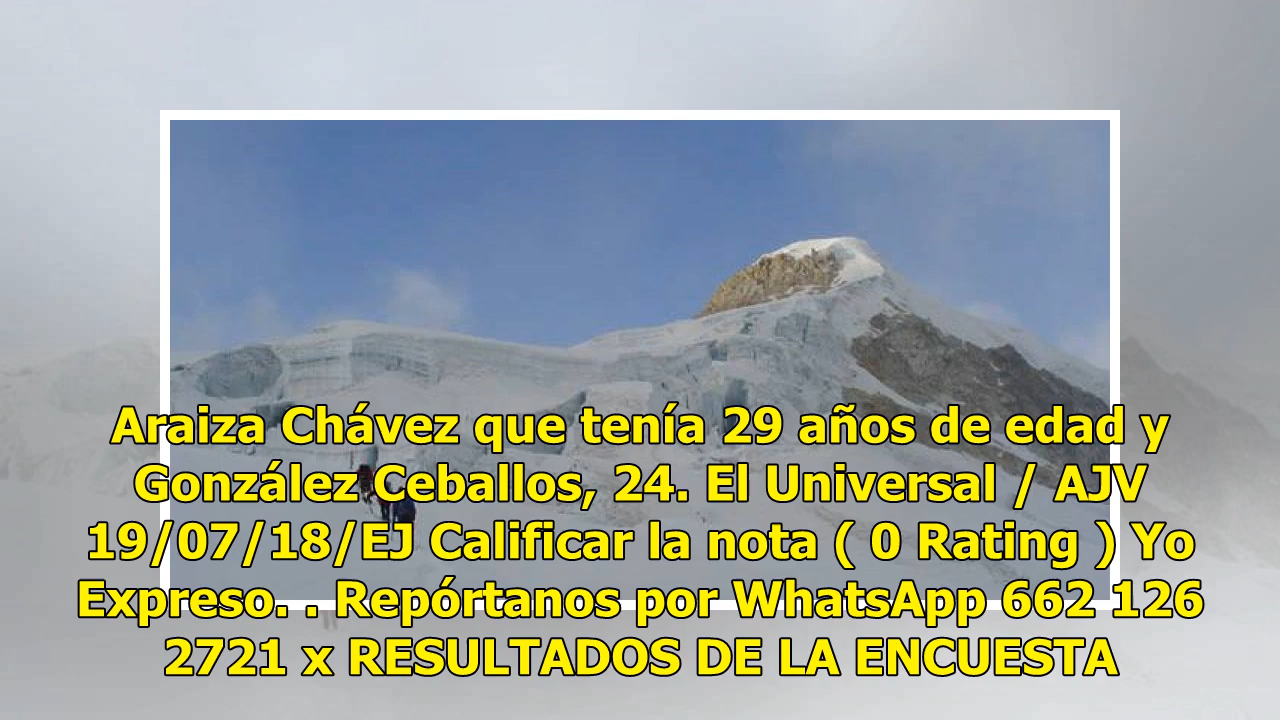 Araiza Chávez que tenía 29 años de edad y
González Ceballos, 24. El Universal / AJV
19/07/18/EJ Calificar la nota ( 0 Rating ) Yo
Expreso. . Repórtanos por WhatsApp 662 126
2721 x RESULTADOS DE LA ENCUESTA